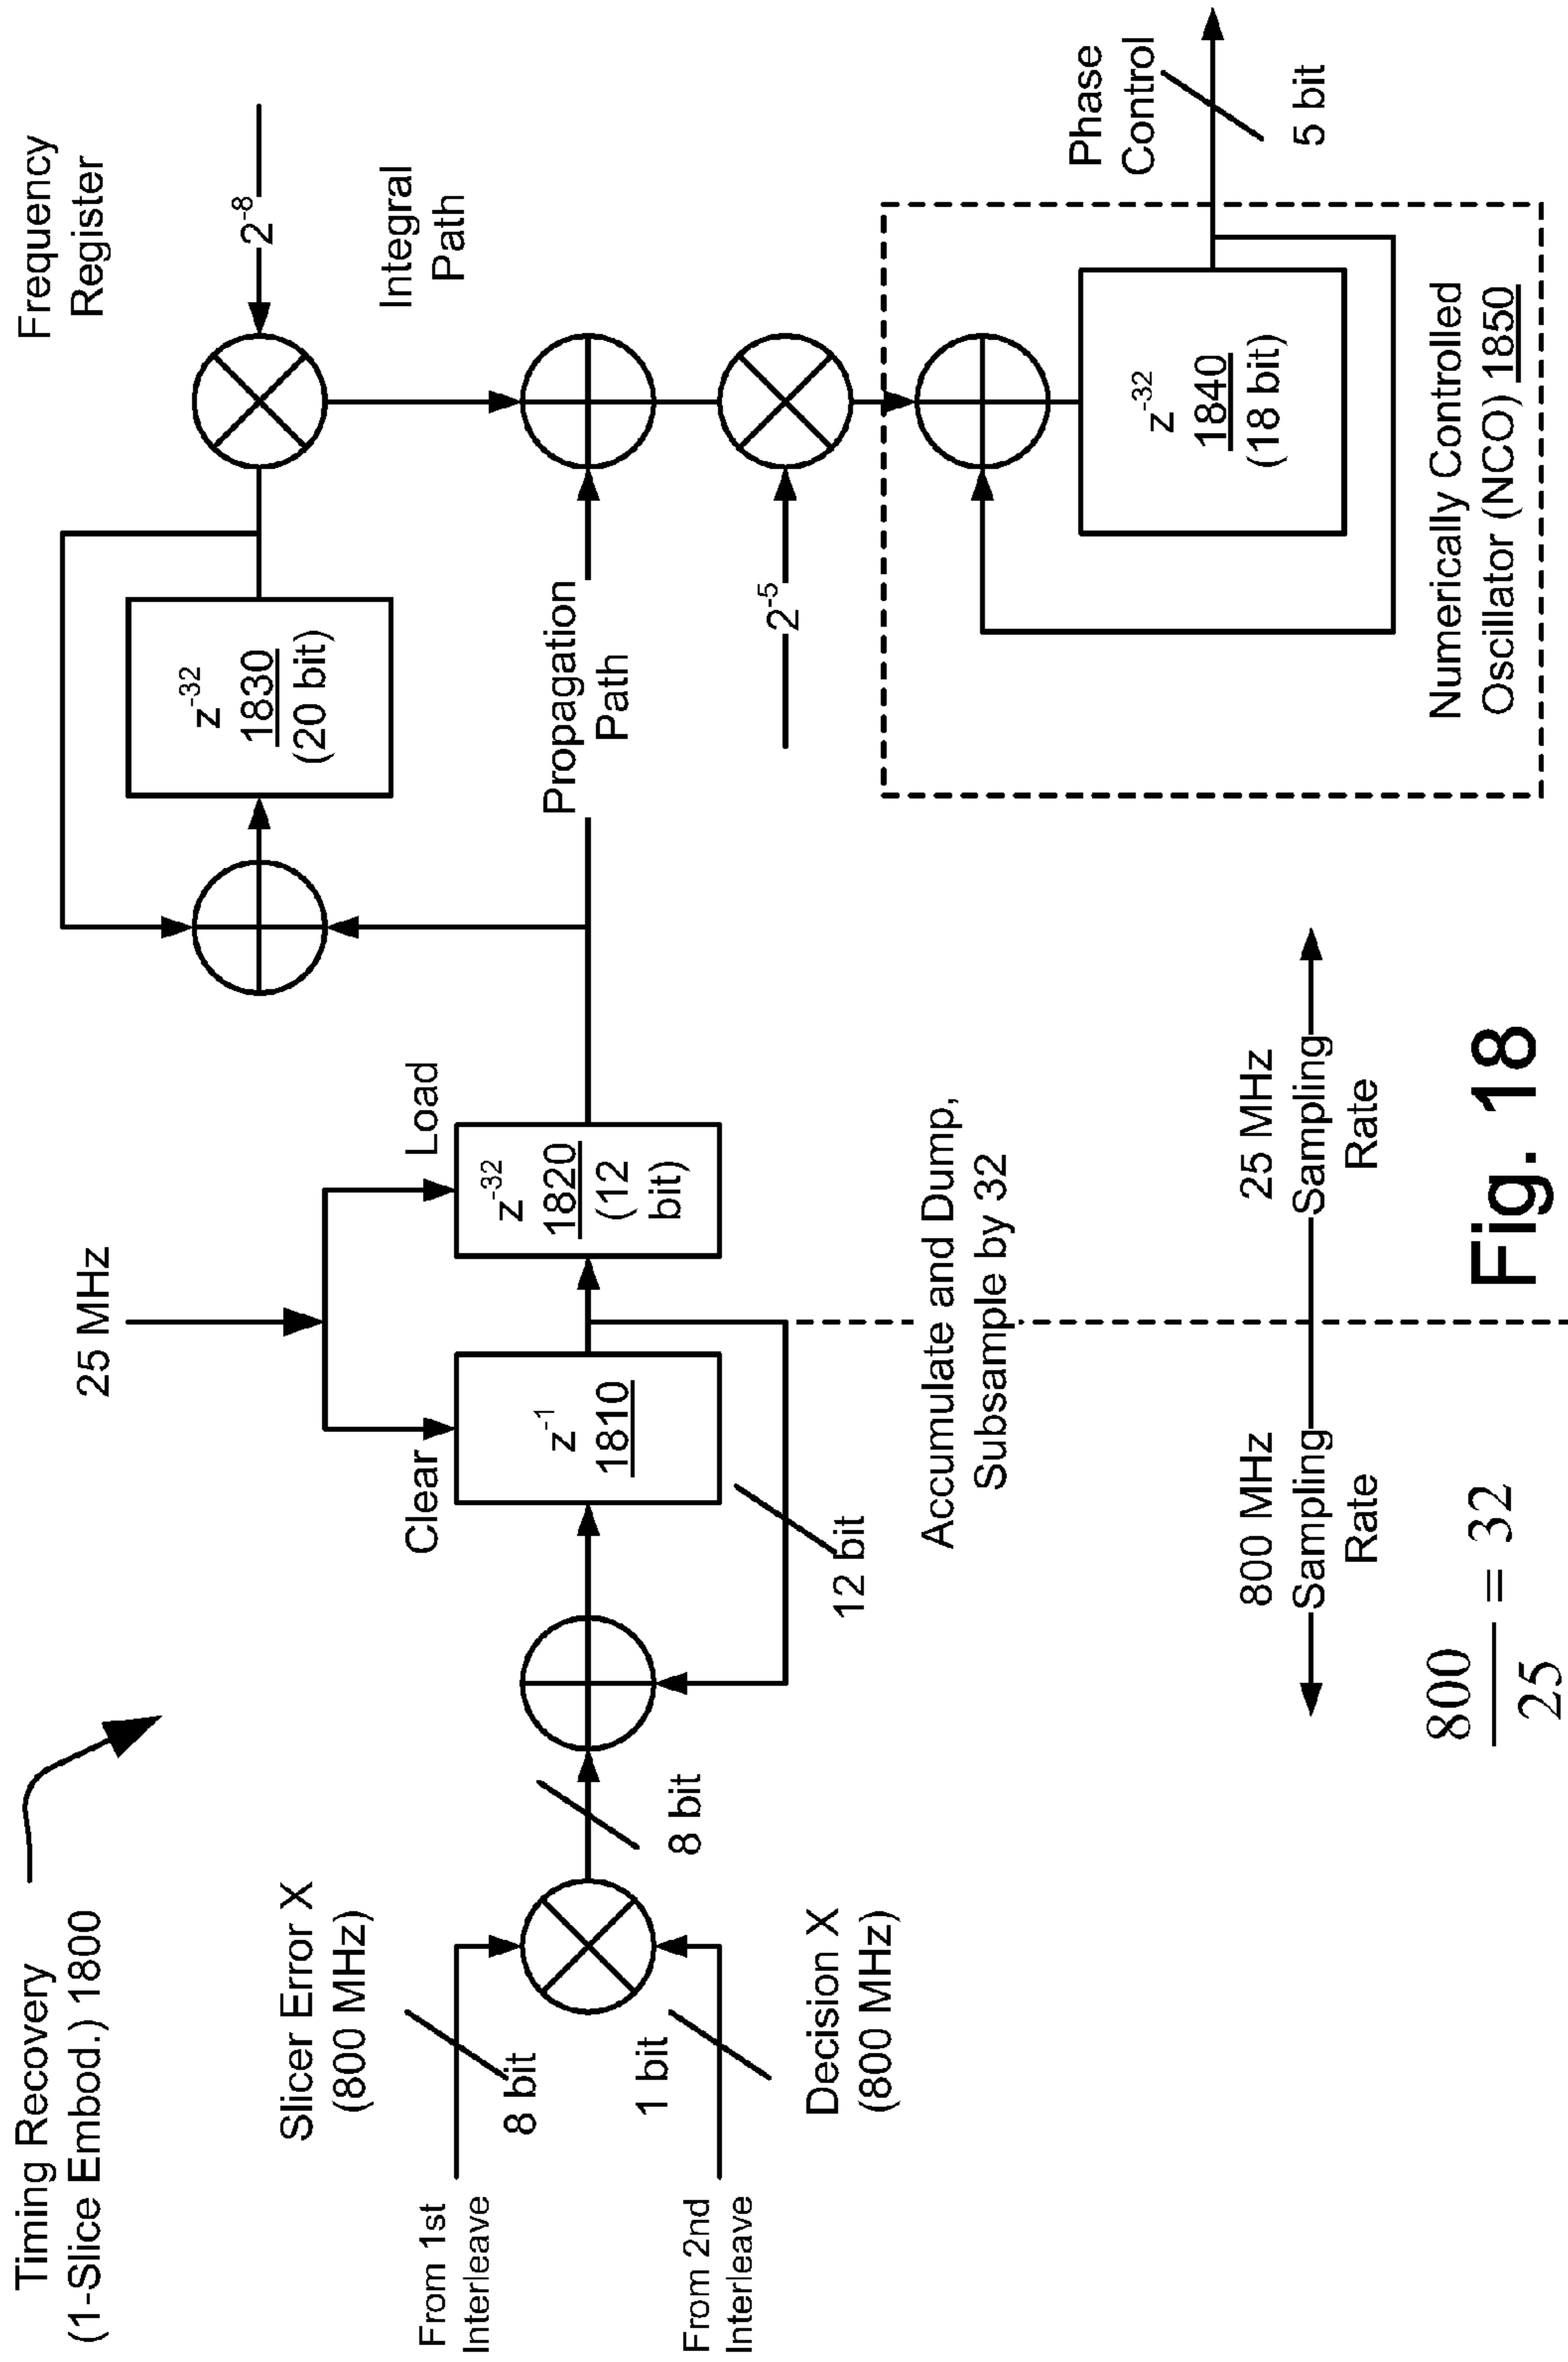 Timing Recovery
(1-Slice Embod.) 1800
25 MHz
Frequency
Register
Clear
Load
z-1
1810
z-32
1820
(12
bit)
z-32
1830
(20 bit)
2-8
Integral
Path
Slicer Error X
(800 MHz)
From 1st
Interleave
8 bit
8 bit
1 bit
From 2nd
Interleave
Decision X
(800 MHz)
12 bit
Propagation
Path
2-5
Accumulate and Dump,
Subsample by 32
z-32
1840
(18 bit)
Phase
Control
5 bit
Numerically Controlled
Oscillator (NCO) 1850
800 MHz
Sampling
Rate
25 MHz
Sampling
Rate
800
25
= 32
Fig. 18